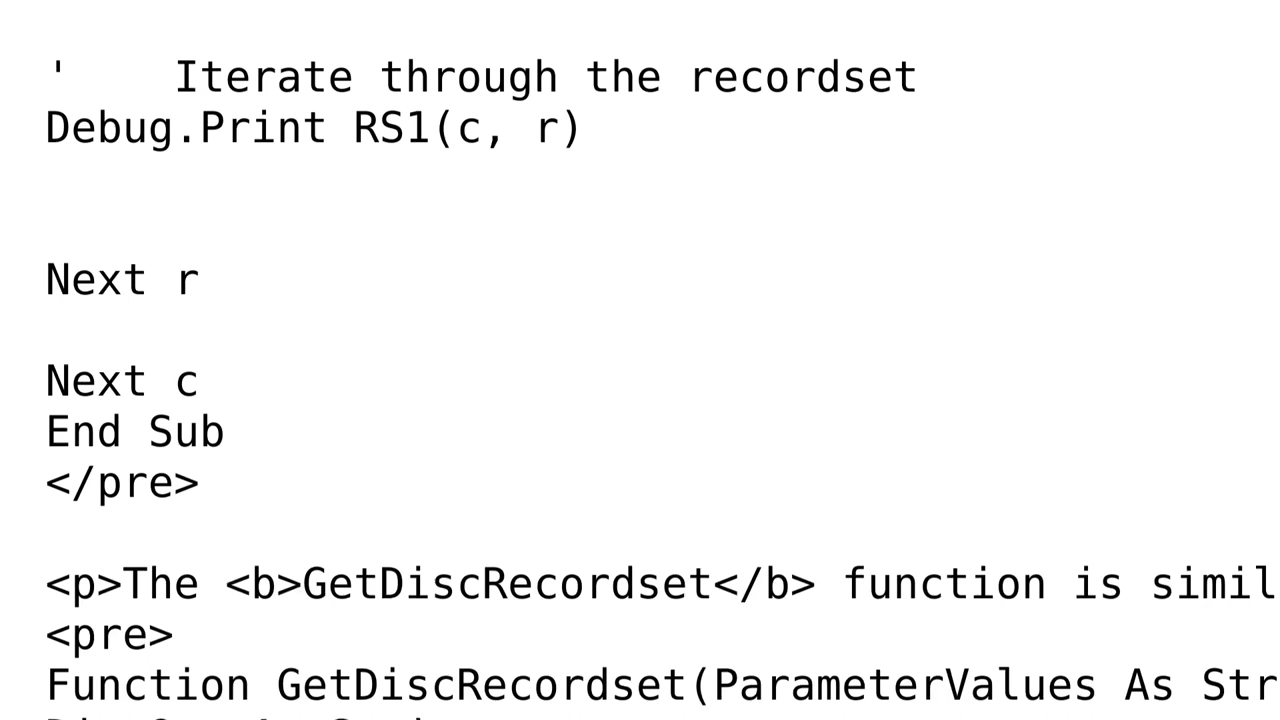 '    Iterate through the recordset
Debug.Print RS1(c, r)
Next r
Next c
End Sub
</pre>
<p>The <b>GetDiscRecordset</b> function is simil
<pre>
Function GetDiscRecordset(ParameterValues As Str